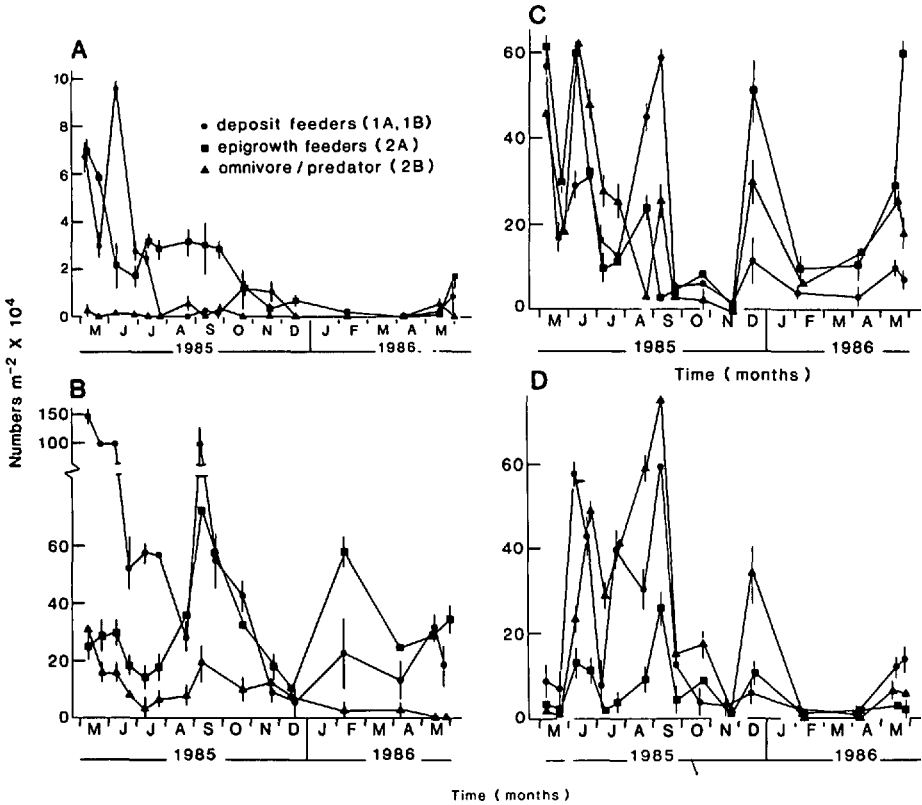 A
Numbers m⁻² X 10⁴
10
8
6
4
2
0
• deposit feeders (1A, 1B)
■ epigrowth feeders (2A)
▲ omnivore / predator (2B)
M J J A S O N D J F M A M
1985 1986
B
150
100
60
40
20
0
M J J A S O N D J F M A M
1985 1986
Time (months)
C
60
40
20
0
M J J A S O N D J F M A M
1985 1986
Time (months)
D
60
40
20
0
M J J A S O N D J F M A M
1985 1986